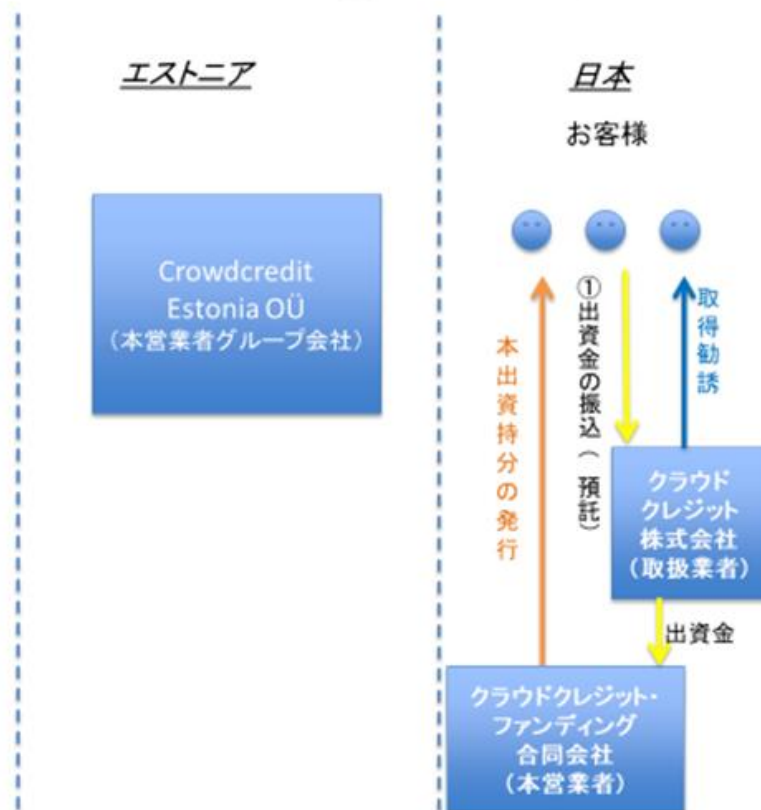 エストニア
日本
お客様
Crowdcredit
Estonia OÜ
（本営業者グループ会社）
本出資持分の発行
①出資金の振込（ 預託）
取得勧誘
クラウド
クレジット
株式会社
（取扱業者）
出資金
クラウドクレジット・
ファンディング
合同会社
（本営業者）